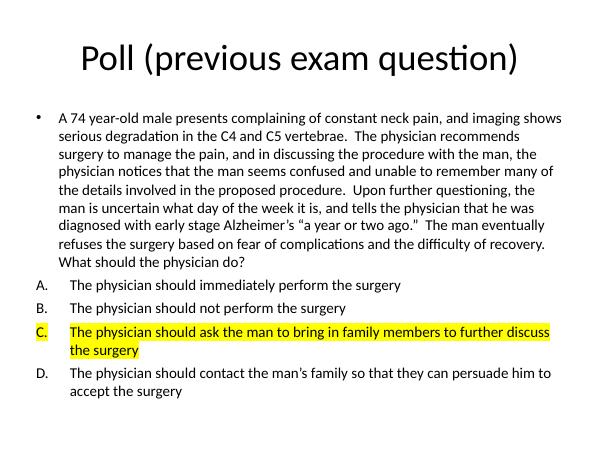 Poll (previous exam question)
• A 74 year-old male presents complaining of constant neck pain, and imaging shows
serious degradation in the C4 and C5 vertebrae.  The physician recommends
surgery to manage the pain, and in discussing the procedure with the man, the
physician notices that the man seems confused and unable to remember many of
the details involved in the proposed procedure.  Upon further questioning, the
man is uncertain what day of the week it is, and tells the physician that he was
diagnosed with early stage Alzheimer's “a year or two ago.”  The man eventually
refuses the surgery based on fear of complications and the difficulty of recovery.
What should the physician do?
A. The physician should immediately perform the surgery
B. The physician should not perform the surgery
C. The physician should ask the man to bring in family members to further discuss
the surgery
D. The physician should contact the man's family so that they can persuade him to
accept the surgery